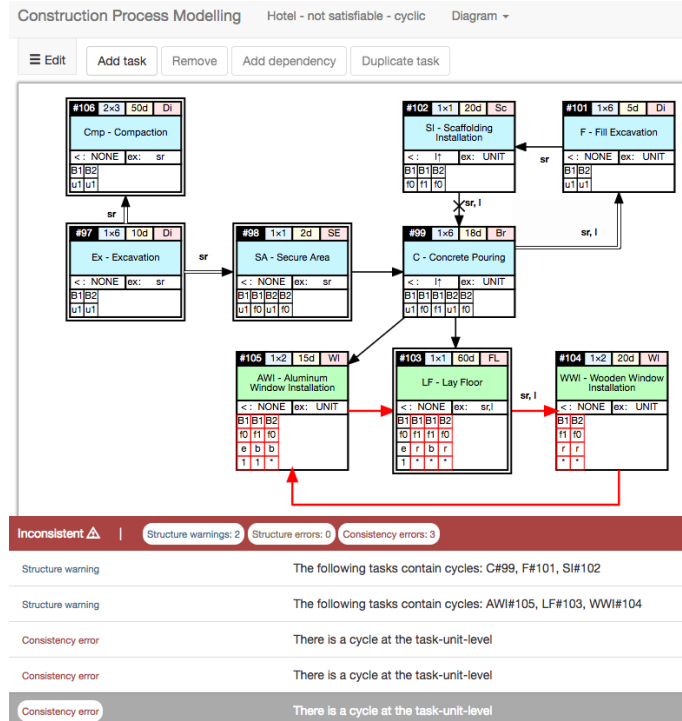 Construction Process Modelling Hotel - not satisfiable - cyclic Diagram
Edit Add task Remove Add dependency Duplicate task
#106 2×3 50d Di
Cmp - Compaction
<: NONE ex: sr
B1 B2
u1 u1
#102 1×1 20d Sc
SI - Scaffolding
Installation
<: l↑ ex: UNIT
B1 B1 B2
f0 f1 f0
#101 1×6 5d Di
F - Fill Excavation
<: NONE ex: UNIT
B1 B2
u1 u1
sr
sr
sr, l
sr, l
#97 1×6 10d Di
Ex - Excavation
<: NONE ex: sr
B1 B2
u1 u1
sr
#98 1×1 2d SE
SA - Secure Area
<: NONE ex: sr
B1 B1 B2 B2
u1 f0 u1 f0
#99 1×6 18d Br
C - Concrete Pouring
<: l↑ ex: UNIT
B1 B1 B1 B2 B2
u1 f0 f1 u1 f0
#105 1×2 15d WI
AWI - Aluminum
Window Installation
<: NONE ex: UNIT
B1 B1 B2
f0 f1 f0
e b b
1 1 *
#103 1×1 60d FL
LF - Lay Floor
<: NONE ex: sr,l
B1 B1 B1 B2
f0 f1 f1 f0
e r b r
1 * * *
sr, l
#104 1×2 20d WI
WWI - Wooden Window
Installation
<: NONE ex: UNIT
B1 B2
f1 f0
r r
* *
Inconsistent | Structure warnings: 2 Structure errors: 0 Consistency errors: 3
Structure warning The following tasks contain cycles: C#99, F#101, SI#102
Structure warning The following tasks contain cycles: AWI#105, LF#103, WWI#104
Consistency error There is a cycle at the task-unit-level
Consistency error There is a cycle at the task-unit-level
Consistency error There is a cycle at the task-unit-level